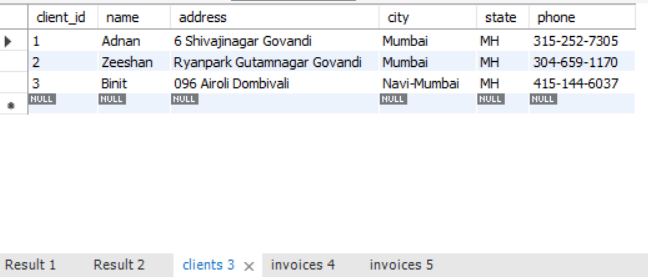 client_id name address city state phone
1 Adnan 6 Shivajinagar Govandi Mumbai MH 315-252-7305
2 Zeeshan Ryanpark Gutamnagar Govandi Mumbai MH 304-659-1170
3 Binit 096 Airoli Dombivali Navi-Mumbai MH 415-144-6037
NULL NULL NULL NULL NULL NULL
Result 1 Result 2 clients 3 invoices 4 invoices 5